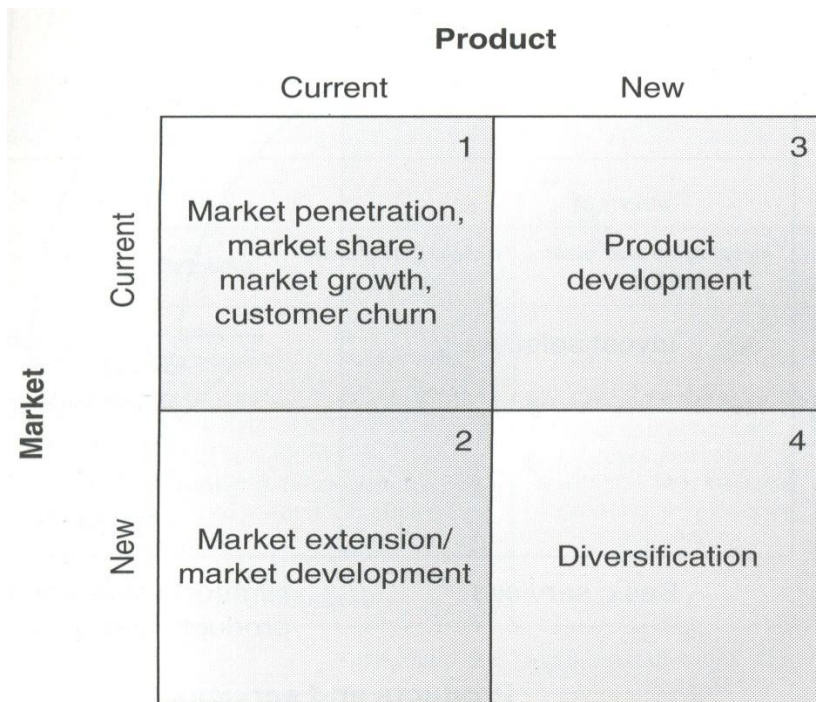 Product
Current
New
1
Market penetration,
market share,
market growth,
customer churn
3
Product
development
Current
Market
2
Market extension/
market development
4
Diversification
New